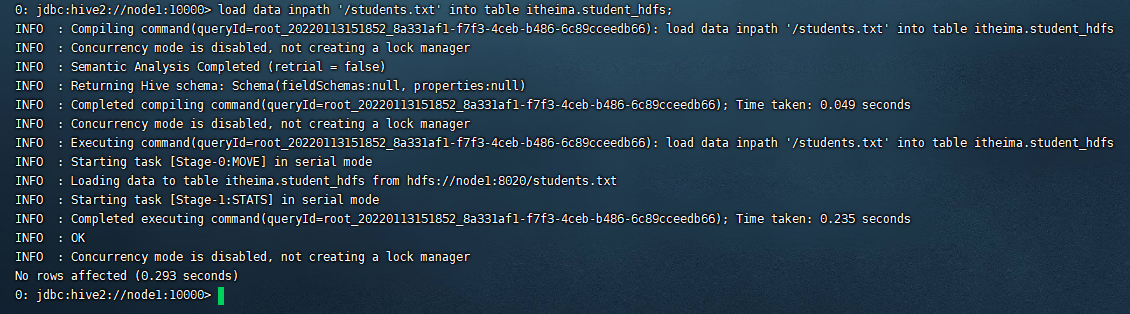 0: jdbc:hive2://node1:10000> load data inpath '/students.txt' into table itheima.student_hdfs;
INFO  : Compiling command(queryId=root_20220113151852_8a331af1-f7f3-4ceb-b486-6c89cceedb66): load data inpath '/students.txt' into table itheima.student_hdfs
INFO  : Concurrency mode is disabled, not creating a lock manager
INFO  : Semantic Analysis Completed (retrial = false)
INFO  : Returning Hive schema: Schema(fieldSchemas:null, properties:null)
INFO  : Completed compiling command(queryId=root_20220113151852_8a331af1-f7f3-4ceb-b486-6c89cceedb66); Time taken: 0.049 seconds
INFO  : Concurrency mode is disabled, not creating a lock manager
INFO  : Executing command(queryId=root_20220113151852_8a331af1-f7f3-4ceb-b486-6c89cceedb66): load data inpath '/students.txt' into table itheima.student_hdfs
INFO  : Starting task [Stage-0:MOVE] in serial mode
INFO  : Loading data to table itheima.student_hdfs from hdfs://node1:8020/students.txt
INFO  : Starting task [Stage-1:STATS] in serial mode
INFO  : Completed executing command(queryId=root_20220113151852_8a331af1-f7f3-4ceb-b486-6c89cceedb66); Time taken: 0.235 seconds
INFO  : OK
INFO  : Concurrency mode is disabled, not creating a lock manager
No rows affected (0.293 seconds)
0: jdbc:hive2://node1:10000>